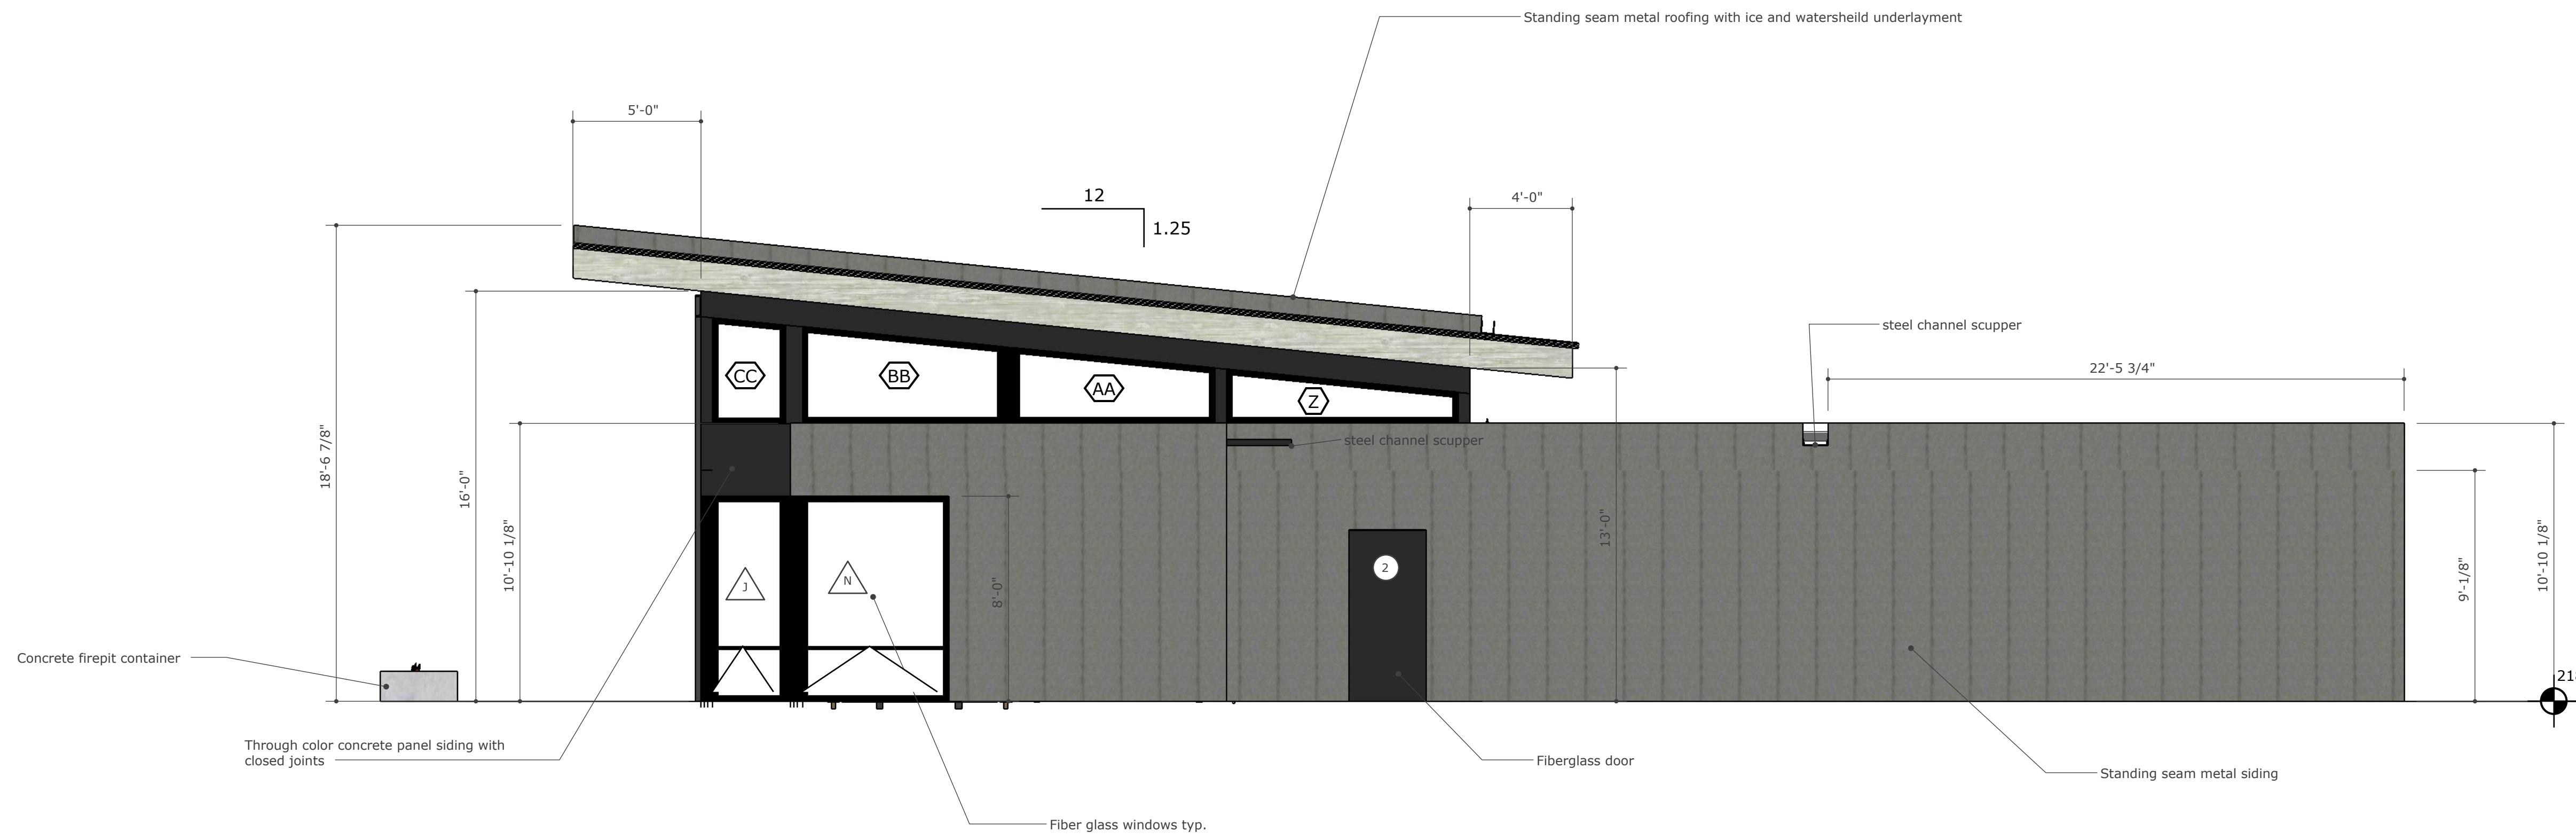 Standing seam metal roofing with ice and watersheild underlayment
5'-0"
12
1.25
4'-0"
steel channel scupper
22'-5 3/4"
CC
BB
AA
Z
18'-6 7/8"
16'-0"
10'-10 1/8"
steel channel scupper
13'-0"
8'-0"
J
N
2
9'-1/8"
10'-10 1/8"
Concrete firepit container
Through color concrete panel siding with
closed joints
Fiberglass door
Standing seam metal siding
Fiber glass windows typ.